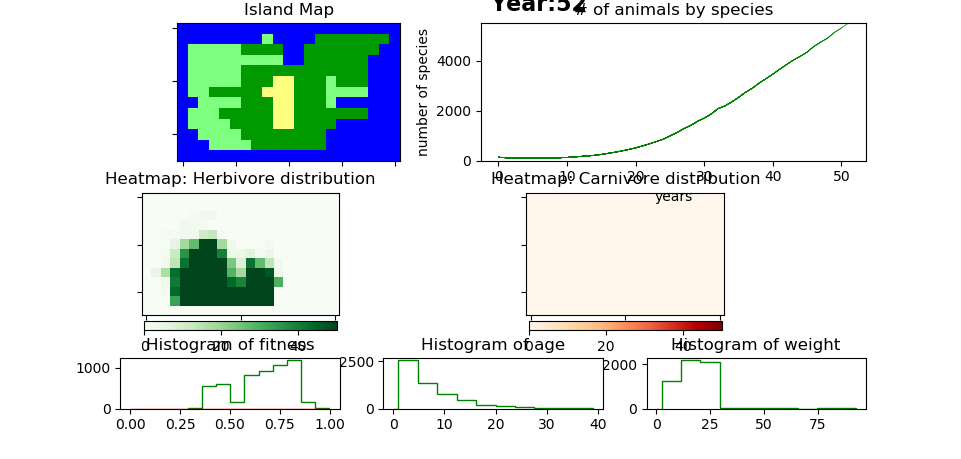 Year:52
Island Map
# of animals by species
number of species
4000
2000
0
0 10 20 30 40 50
years
Heatmap: Herbivore distribution
Heatmap: Carnivore distribution
0 20 40
0 20 40
Histogram of fitness
Histogram of age
Histogram of weight
1000
0
0.00 0.25 0.50 0.75 1.00
2500
0
0 10 20 30 40
2000
0
0 25 50 75